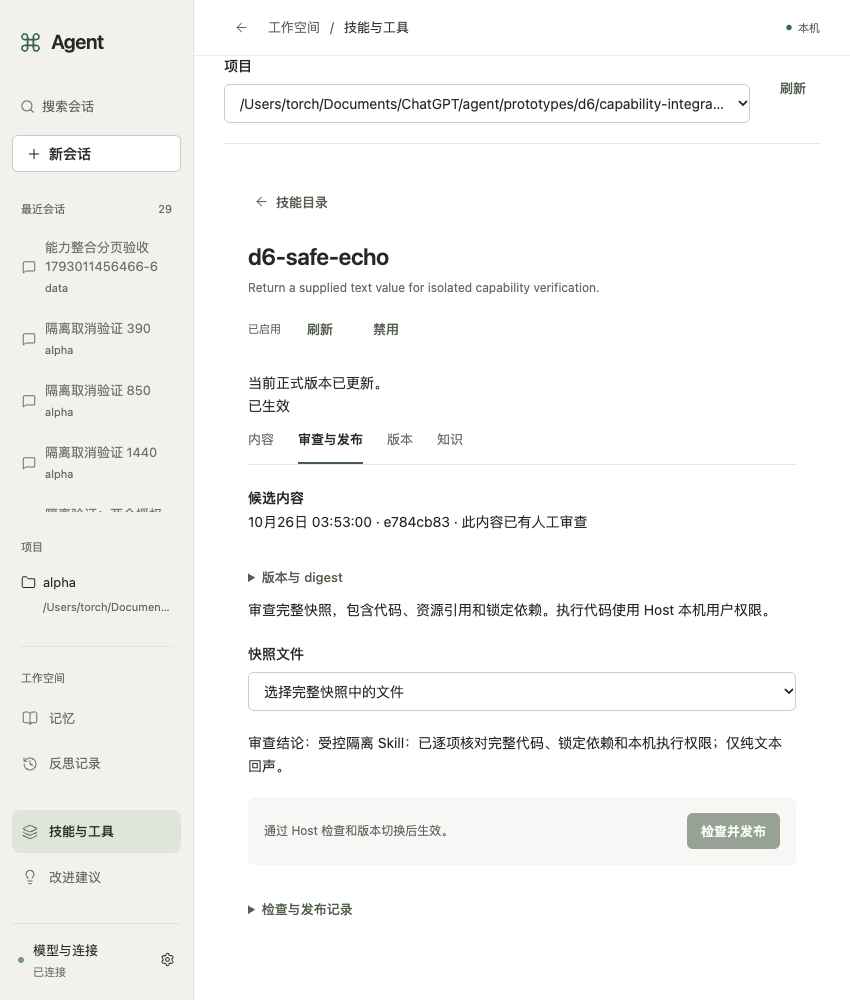 Agent
搜索会话
新会话
最近会话 29
能力整合分页验收
1793011456466-6
data
隔离取消验证 390
alpha
隔离取消验证 850
alpha
隔离取消验证 1440
alpha
项目
alpha
/Users/torch/Documen...
工作空间
记忆
反思记录
技能与工具
改进建议
模型与连接
已连接
工作空间 / 技能与工具
本机
项目
/Users/torch/Documents/ChatGPT/agent/prototypes/d6/capability-integra...
刷新
技能目录
d6-safe-echo
Return a supplied text value for isolated capability verification.
已启用 刷新 禁用
当前正式版本已更新。
已生效
内容 审查与发布 版本 知识
候选内容
10月26日 03:53:00 · e784cb83 · 此内容已有人工审查
版本与 digest
审查完整快照，包含代码、资源引用和锁定依赖。执行代码使用 Host 本机用户权限。
快照文件
选择完整快照中的文件
审查结论：受控隔离 Skill：已逐项核对完整代码、锁定依赖和本机执行权限；仅纯文本
回声。
通过 Host 检查和版本切换后生效。
检查并发布
检查与发布记录